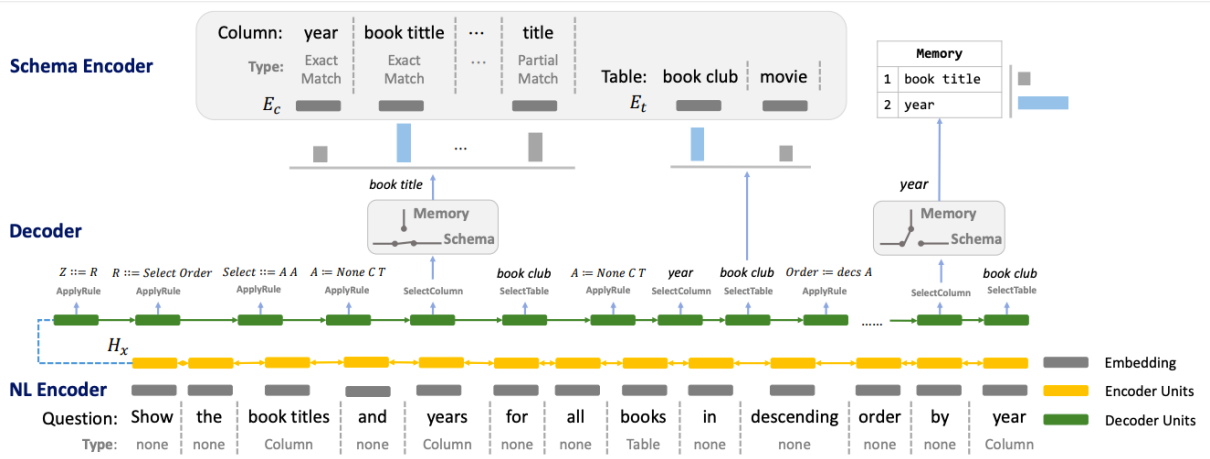 Column: year book tittle ... title
Schema Encoder
Type: Exact Match Exact Match ... Partial Match
Table: book club movie
E_c
E_t
Memory
1 book title
2 year
...
book title
year
Memory
Schema
Memory
Schema
Decoder
Z ::= R R ::= Select Order Select ::= A A A ::= None C T book club A := None C T year book club Order := decs A book club
ApplyRule ApplyRule ApplyRule ApplyRule SelectColumn SelectTable ApplyRule SelectColumn SelectTable ApplyRule SelectColumn SelectTable
......
H_x
NL Encoder
Embedding
Encoder Units
Decoder Units
Question: Show the book titles and years for all books in descending order by year
Type: none none Column none Column none none Table none none none none Column